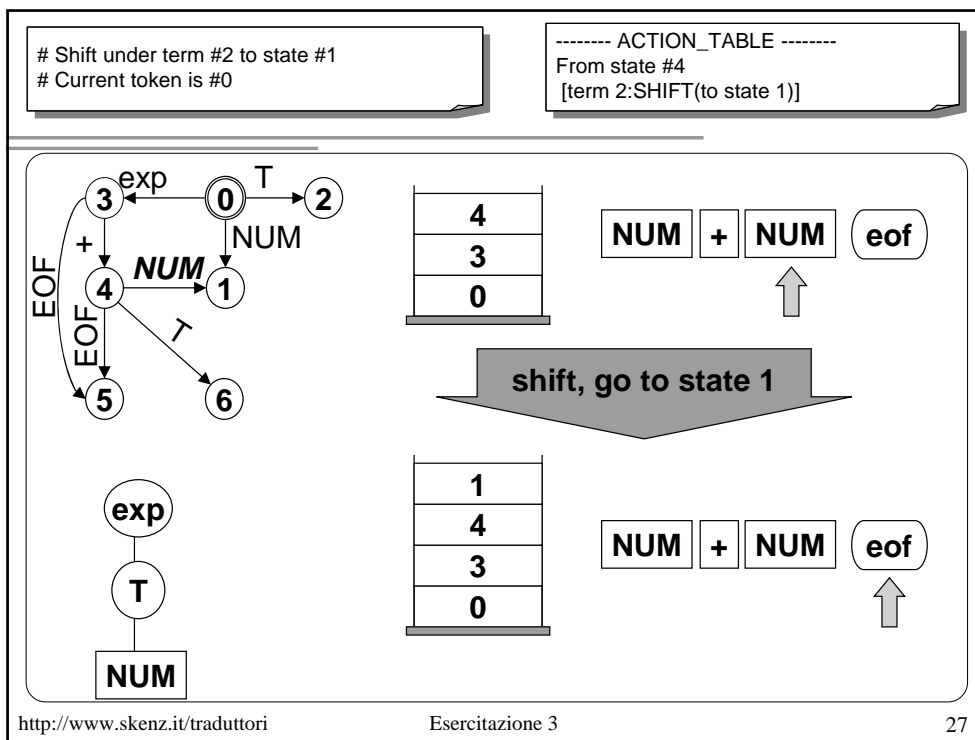 # Shift under term #2 to state #1
# Current token is #0
-------- ACTION_TABLE --------
From state #4
[term 2:SHIFT(to state 1)]
3 exp 0 T 2
+ NUM
EOF 4 NUM 1
EOF T
5 6
4
3
0
NUM + NUM eof
shift, go to state 1
exp
T
NUM
1
4
3
0
NUM + NUM eof
http://www.skenz.it/traduttori Esercitazione 3 27